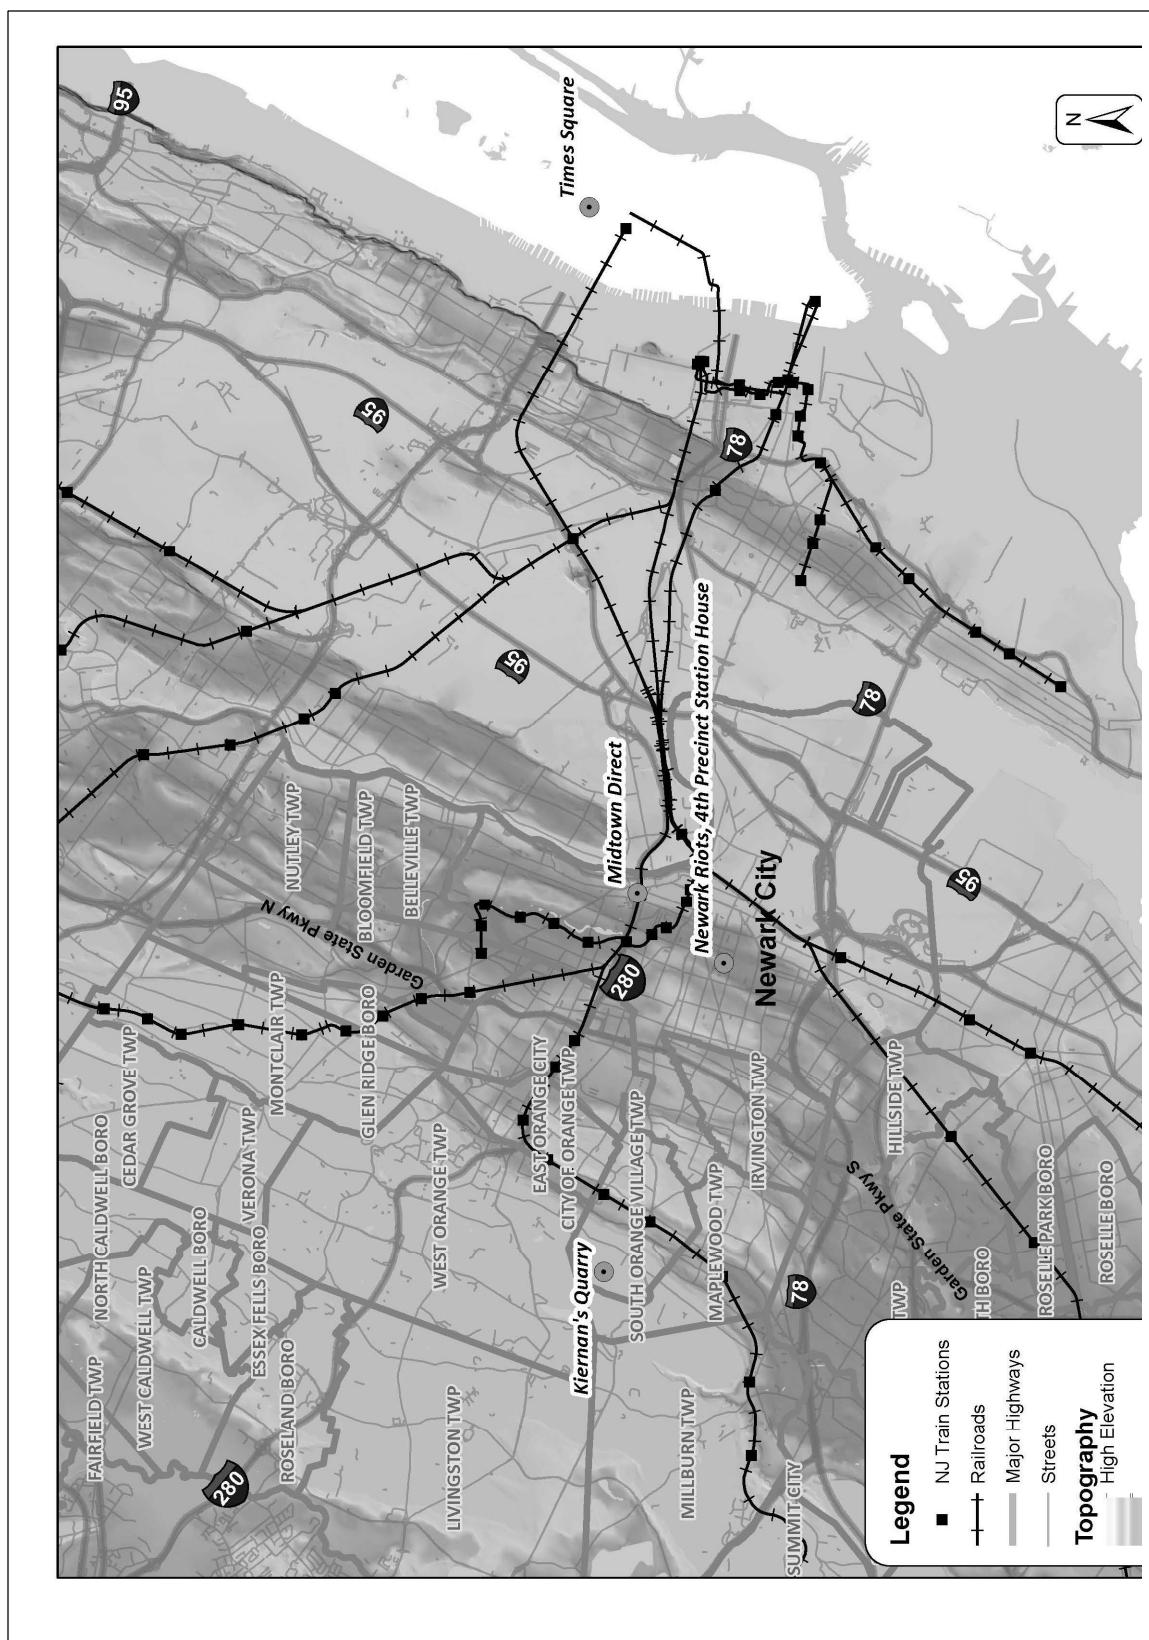 95
Times Square
N
95
78
95
78
Midtown Direct
Newark Riots, 4th Precinct Station House
NUTLEY TWP
BLOOMFIELD TWP
BELLEVILLE TWP
Garden State Pkwy N
Newark City
95
280
MONTCLAIR TWP
GLEN RIDGE BORO
CEDAR GROVE TWP
NORTH CALDWELL BORO
VERONA TWP
WEST ORANGE TWP
EAST ORANGE CITY
CITY OF ORANGE TWP
SOUTH ORANGE VILLAGE TWP
MAPLEWOOD TWP
IRVINGTON TWP
HILLSIDE TWP
Garden State Pkwy S
ROSELLE PARK BORO
ROSELLE BORO
TH BORO
TWP
CALDWELL BORO
ESSEX FELLS BORO
WEST CALDWELL TWP
FAIRFIELD TWP
ROSELAND BORO
280
LIVINGSTON TWP
Kiernan's Quarry
MILLBURN TWP
78
SUMMIT CITY
Legend
NJ Train Stations
Railroads
Major Highways
Streets
Topography
High Elevation